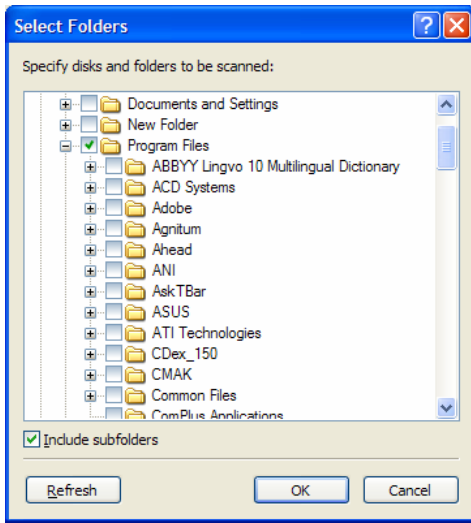 Select Folders
Specify disks and folders to be scanned:
Documents and Settings
New Folder
Program Files
ABBYY Lingvo 10 Multilingual Dictionary
ACD Systems
Adobe
Agnitum
Ahead
ANI
AskTBar
ASUS
ATI Technologies
CDex_150
CMAK
Common Files
ComPlus Applications
Include subfolders
Refresh OK Cancel